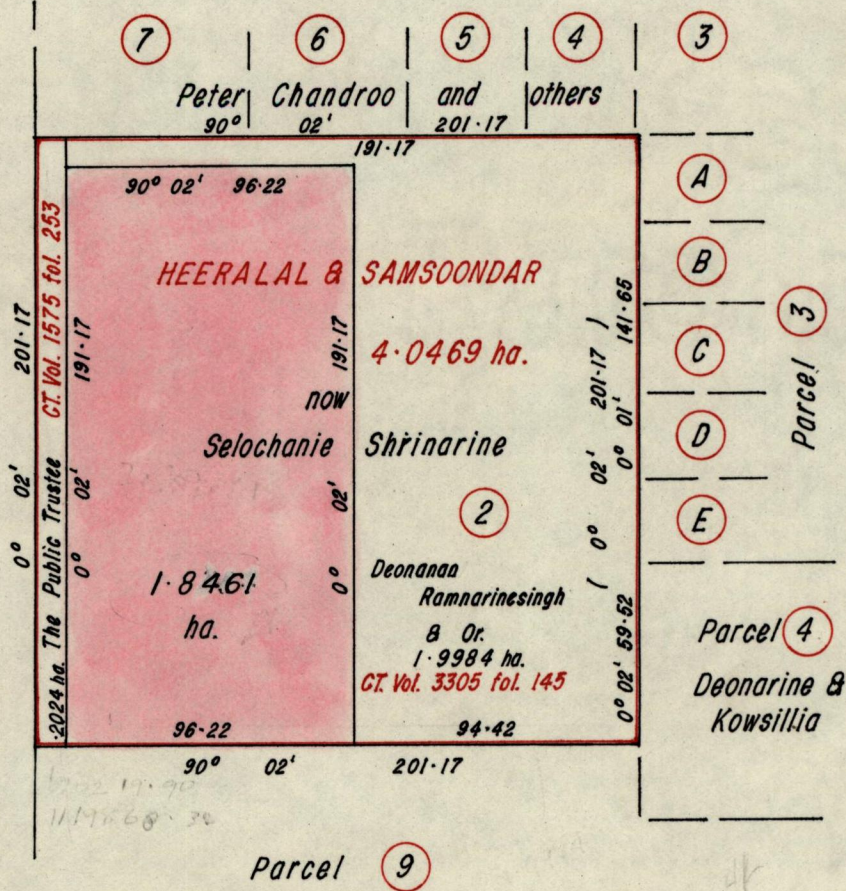 7 6 5 4 3
Peter Chandroo and others
90° 02' 201·17
191·17
90° 02' 96·22
A
B
C
D
E
Parcel 3
HEERALAL & SAMSOONDAR
4·0469 ha.
now
Selochanie Shrinarine
2
Deonanan
Ramnarinesingh
& Or.
1·9984 ha.
CT. Vol. 3305 fol. 145
1·8461
ha.
0° 02' 201·17
·2024 ha. The Public Trustee CT. Vol. 1575 fol. 253
0° 02' 191·17
0° 02' 191·17
0° 02' 59·52 ( 0° 02' 201·17 )
0° 01' 141·65
Parcel 4
Deonarine &
Kowsillia
96·22 94·42
90° 02' 201·17
Parcel 9